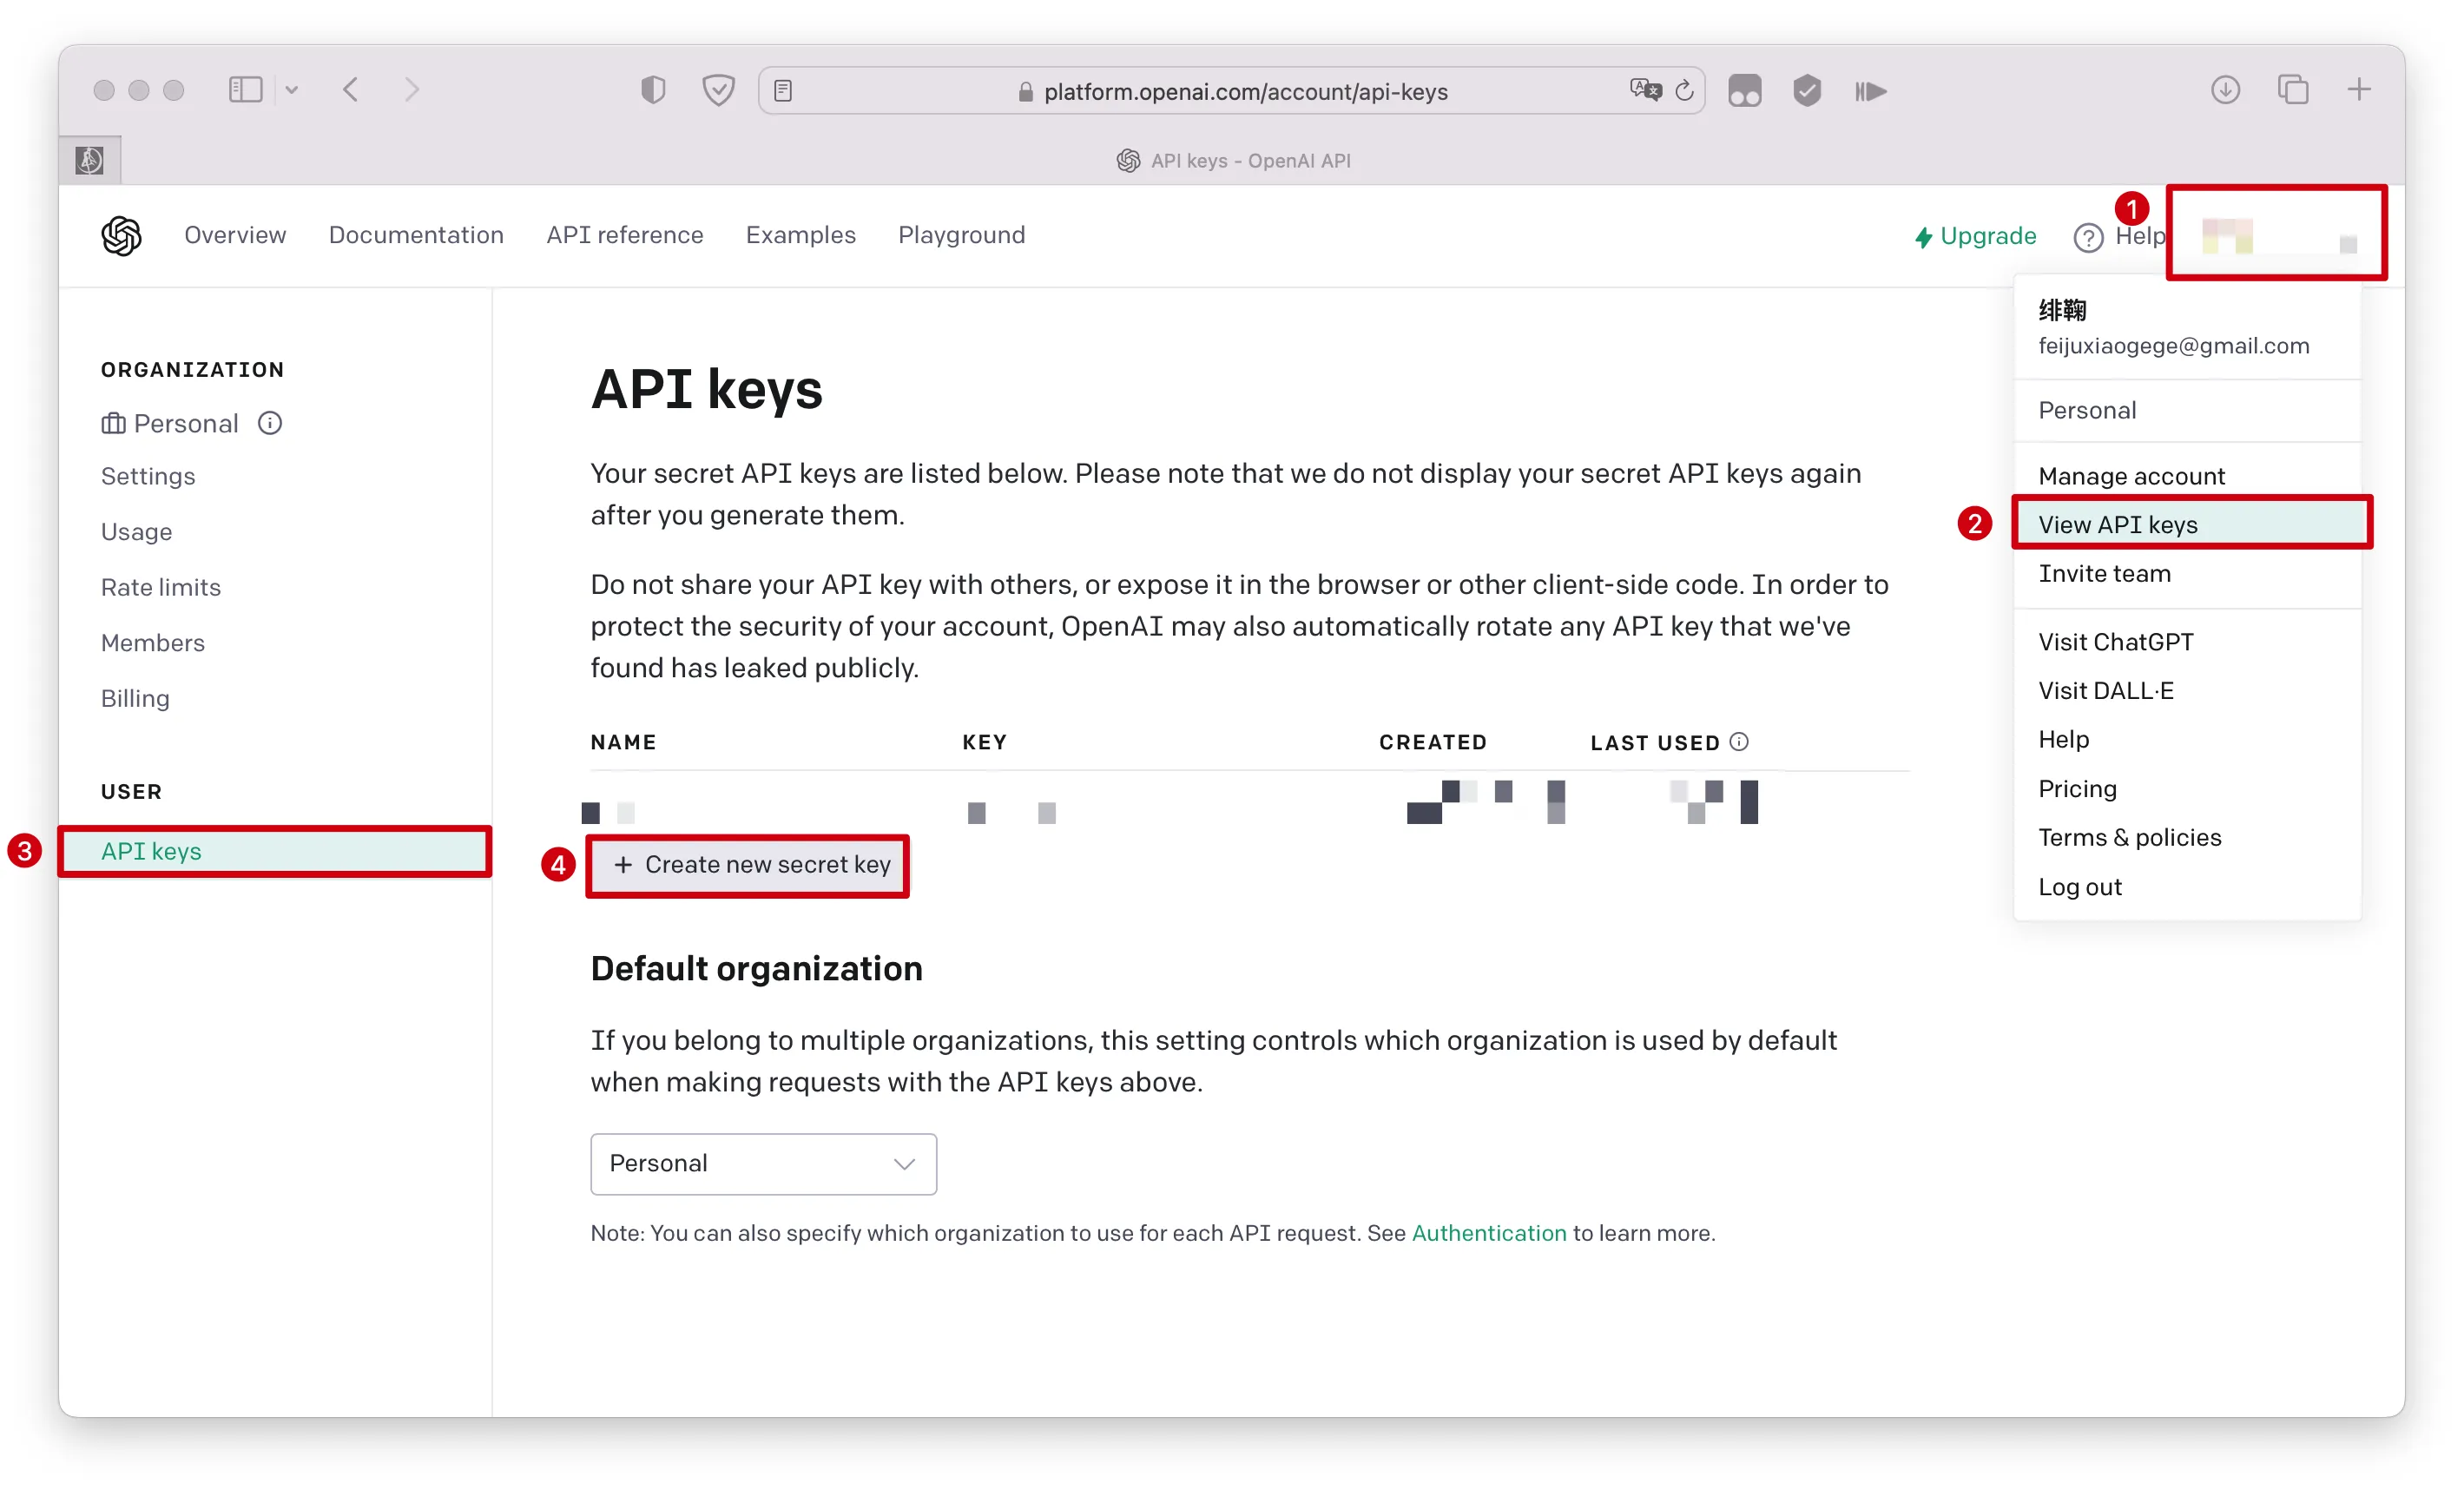 platform.openai.com/account/api-keys
API keys - OpenAI API
Overview Documentation API reference Examples Playground
Upgrade
Help
1
绯鞠
feijuxiaogege@gmail.com
Personal
Manage account
2
View API keys
Invite team
Visit ChatGPT
Visit DALL·E
Help
Pricing
Terms & policies
Log out
ORGANIZATION
Personal
Settings
Usage
Rate limits
Members
Billing
USER
3
API keys
API keys
Your secret API keys are listed below. Please note that we do not display your secret API keys again
after you generate them.
Do not share your API key with others, or expose it in the browser or other client-side code. In order to
protect the security of your account, OpenAI may also automatically rotate any API key that we've
found has leaked publicly.
NAME KEY CREATED LAST USED
4
+ Create new secret key
Default organization
If you belong to multiple organizations, this setting controls which organization is used by default
when making requests with the API keys above.
Personal
Note: You can also specify which organization to use for each API request. See Authentication to learn more.